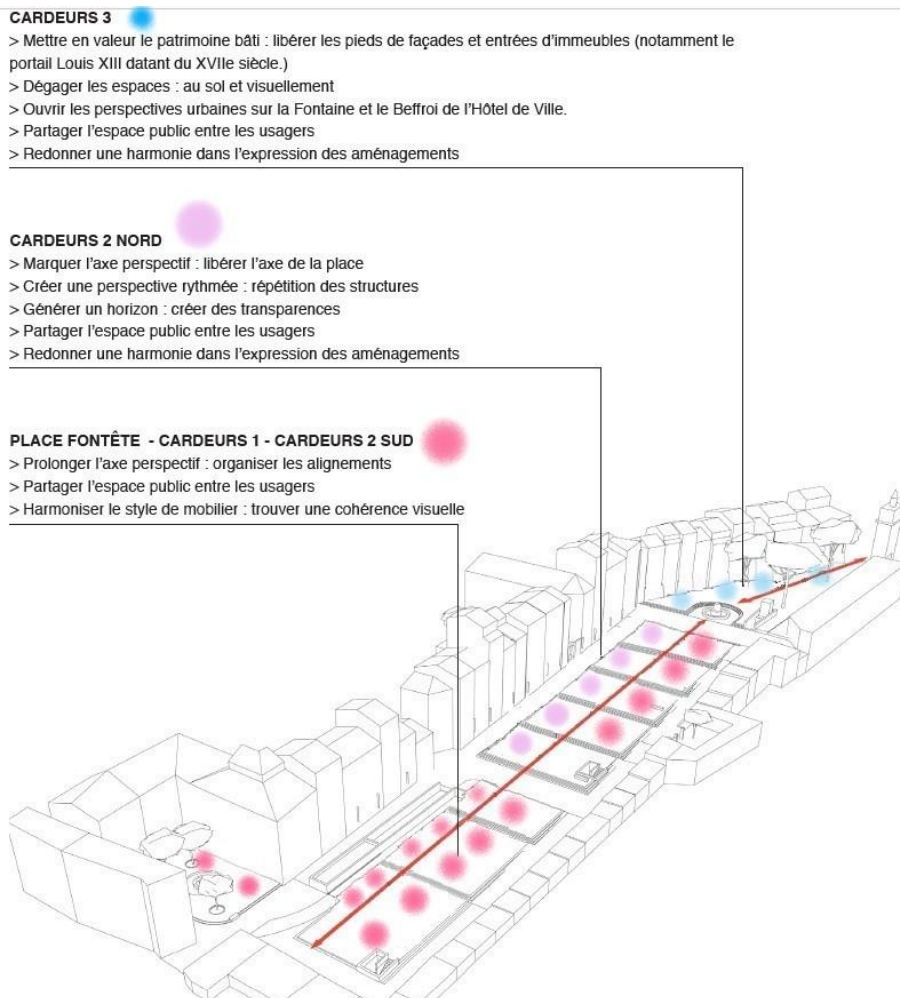 CARDEURS 3
> Mettre en valeur le patrimoine bâti : libérer les pieds de façades et entrées d'immeubles (notamment le
portail Louis XIII datant du XVIIe siècle.)
> Dégager les espaces : au sol et visuellement
> Ouvrir les perspectives urbaines sur la Fontaine et le Beffroi de l'Hôtel de Ville.
> Partager l'espace public entre les usagers
> Redonner une harmonie dans l'expression des aménagements
CARDEURS 2 NORD
> Marquer l'axe perspectif : libérer l'axe de la place
> Créer une perspective rythmée : répétition des structures
> Générer un horizon : créer des transparences
> Partager l'espace public entre les usagers
> Redonner une harmonie dans l'expression des aménagements
PLACE FONTÊTE - CARDEURS 1 - CARDEURS 2 SUD
> Prolonger l'axe perspectif : organiser les alignements
> Partager l'espace public entre les usagers
> Harmoniser le style de mobilier : trouver une cohérence visuelle